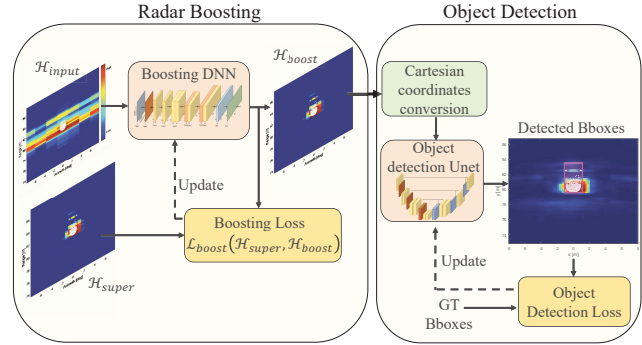 Radar Boosting
Object Detection
ℋ_input
Boosting DNN
ℋ_boost
Cartesian
coordinates
conversion
Detected Bboxes
Object
detection Unet
Update
Boosting Loss
ℒ_boost(ℋ_super, ℋ_boost)
ℋ_super
Update
x [m]
GT
Bboxes
Object
Detection Loss